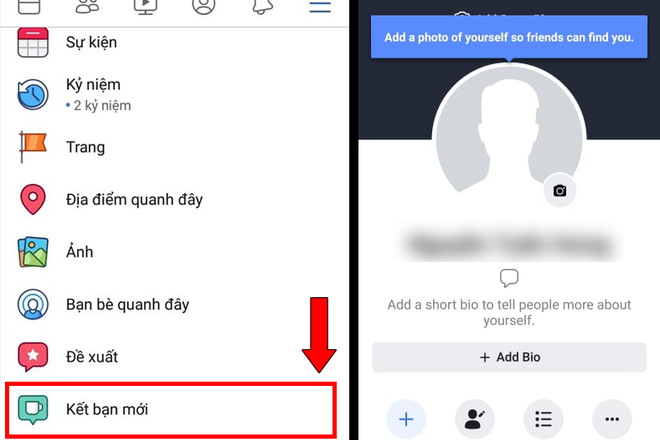 Sự kiện
Kỷ niệm
• 2 kỷ niệm
Trang
Địa điểm quanh đây
Ảnh
Bạn bè quanh đây
Đề xuất
Kết bạn mới
Add a photo of yourself so friends can find you.
Add a short bio to tell people more about
yourself.
+ Add Bio